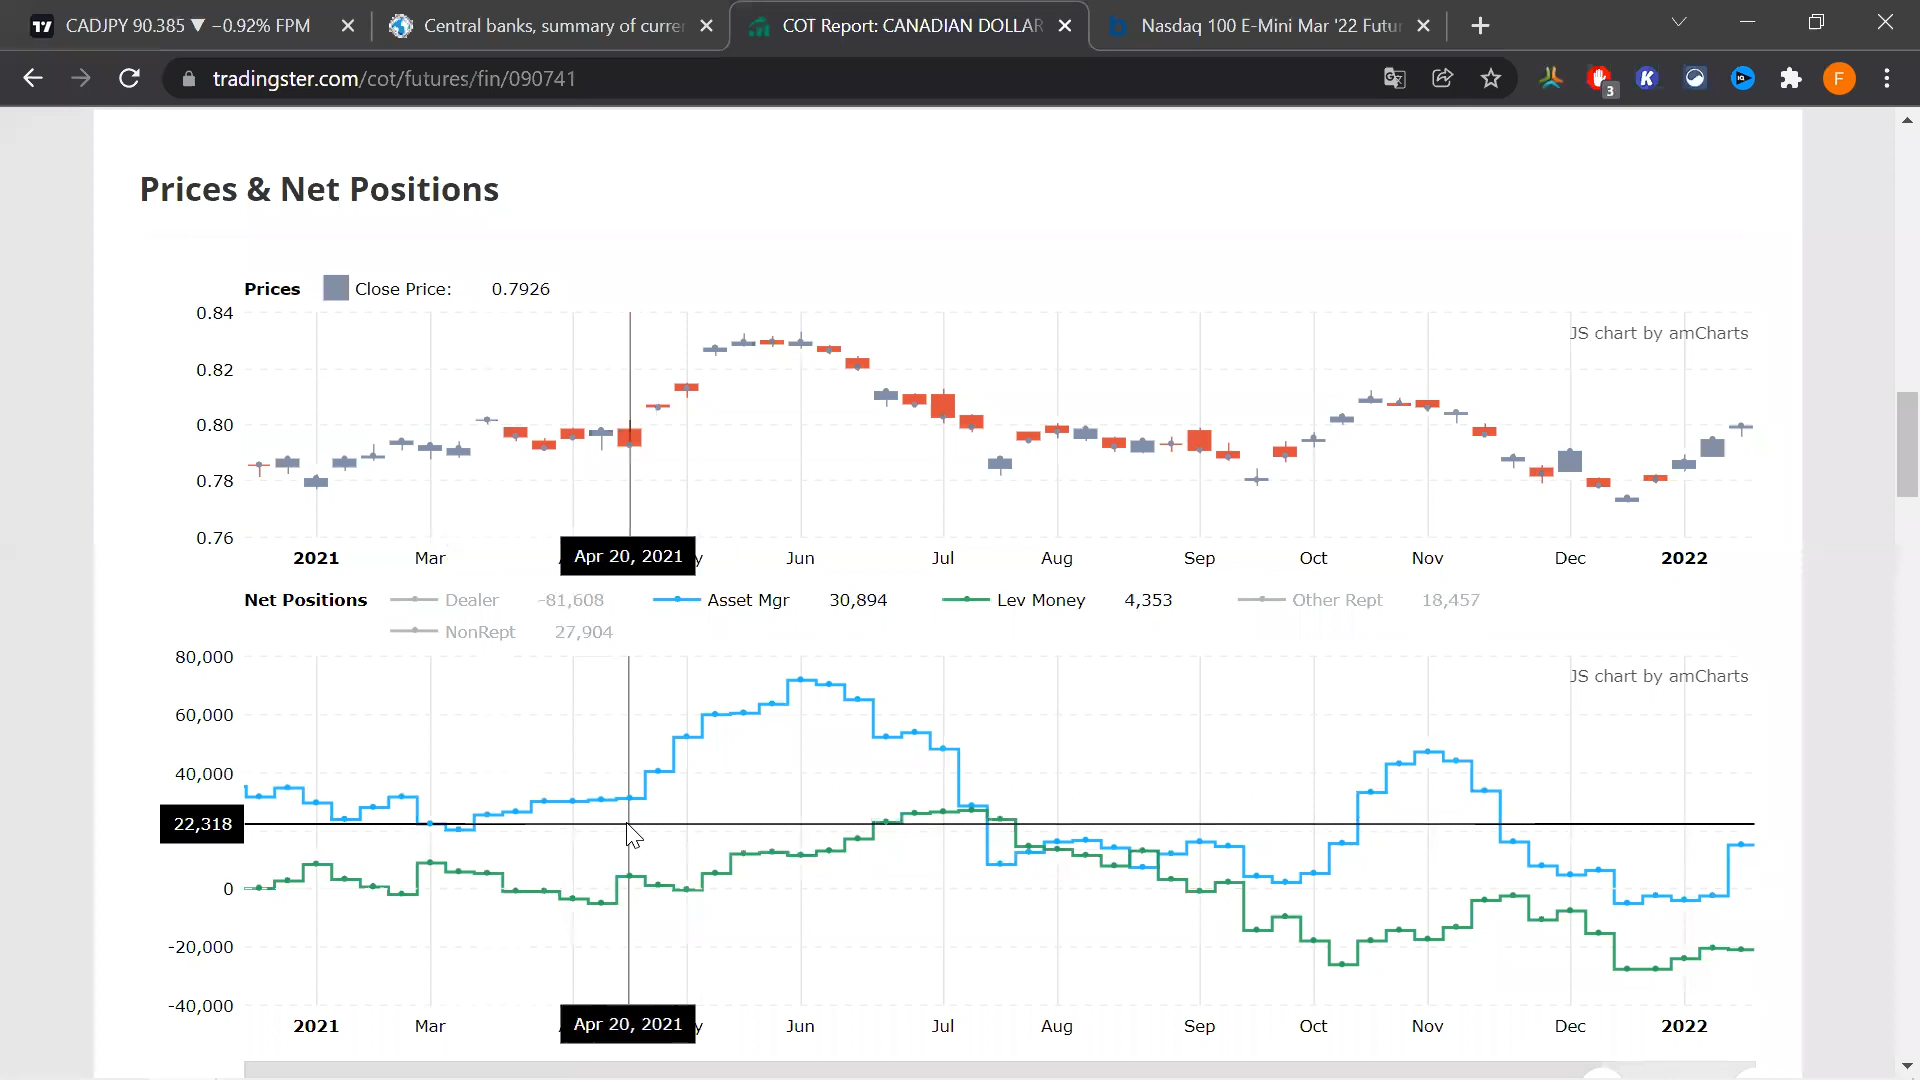 CADJPY 90.385 ▼ −0.92% FPM
Central banks, summary of curre
COT Report: CANADIAN DOLLAR
Nasdaq 100 E-Mini Mar '22 Futu
tradingster.com/cot/futures/fin/090741
3
K
F
Prices & Net Positions
Prices Close Price: 0.7926
JS chart by amCharts
0.84
0.82
0.80
0.78
0.76
2021 Mar Apr 20, 2021 y Jun Jul Aug Sep Oct Nov Dec 2022
Net Positions Dealer -81,608 Asset Mgr 30,894 Lev Money 4,353 Other Rept 18,457
NonRept 27,904
JS chart by amCharts
80,000
60,000
40,000
22,318
0
-20,000
-40,000
2021 Mar Apr 20, 2021 y Jun Jul Aug Sep Oct Nov Dec 2022